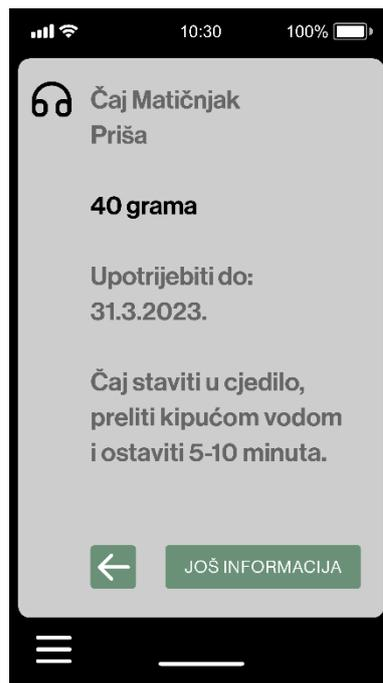 10:30
100%
Čaj Matičnjak
Priša
40 grama
Upotrijebiti do:
31.3.2023.
Čaj staviti u cjedilo,
preliti kipućom vodom
i ostaviti 5-10 minuta.
JOŠ INFORMACIJA